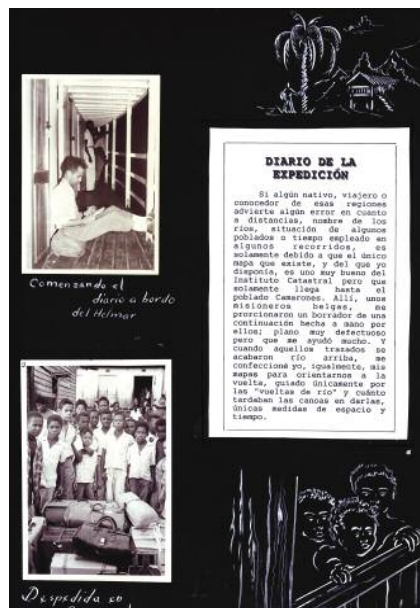 Comenzando el
diario a bordo
del Helmar
DIARIO DE LA
EXPEDICIÓN
Si algún nativo, viajero o
conocedor de esas regiones
advierte algún error en cuanto
a distancias, nombre de los
ríos, situación de algunos
poblados o tiempo empleado en
algunos recorridos, es
solamente debido a que el único
mapa que existe, y del que yo
disponía, es uno muy bueno del
Instituto Catastral pero que
solamente llega hasta el
poblado Camarones. Allí, unos
misioneros belgas, me
proporcionaron un borrador de una
continuación hecha a mano por
ellos; plano muy defectuoso
pero que me ayudó mucho. Y
cuando aquellos trazados se
acabaron río arriba, me
confeccioné yo, igualmente, mis
mapas para orientarnos a la
vuelta, guiado únicamente por
las "vueltas de río" y cuánto
tardaban las canoas en darlas,
únicas medidas de espacio y
tiempo.
Despedida en